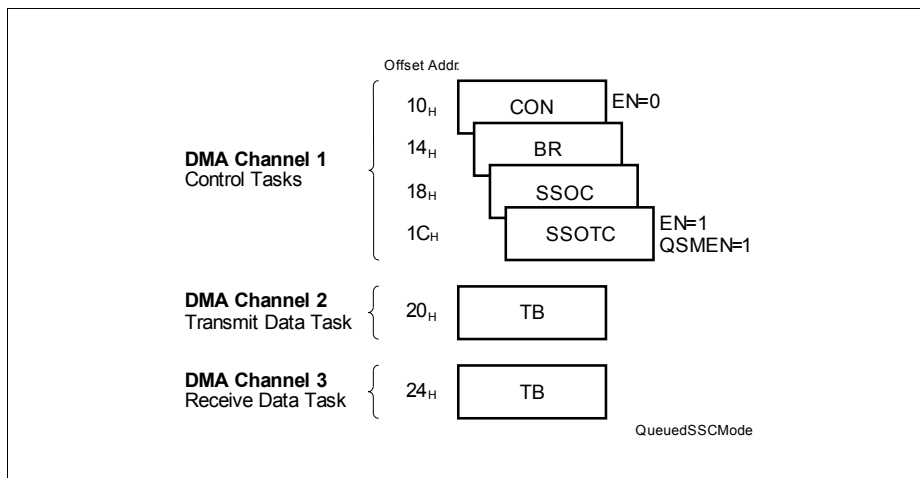 Offset Addr.
10H CON EN=0
DMA Channel 1
Control Tasks
14H BR
18H SSOC
1CH SSOTC EN=1
QSMEN=1
DMA Channel 2
Transmit Data Task
20H TB
DMA Channel 3
Receive Data Task
24H TB
QueuedSSCMode